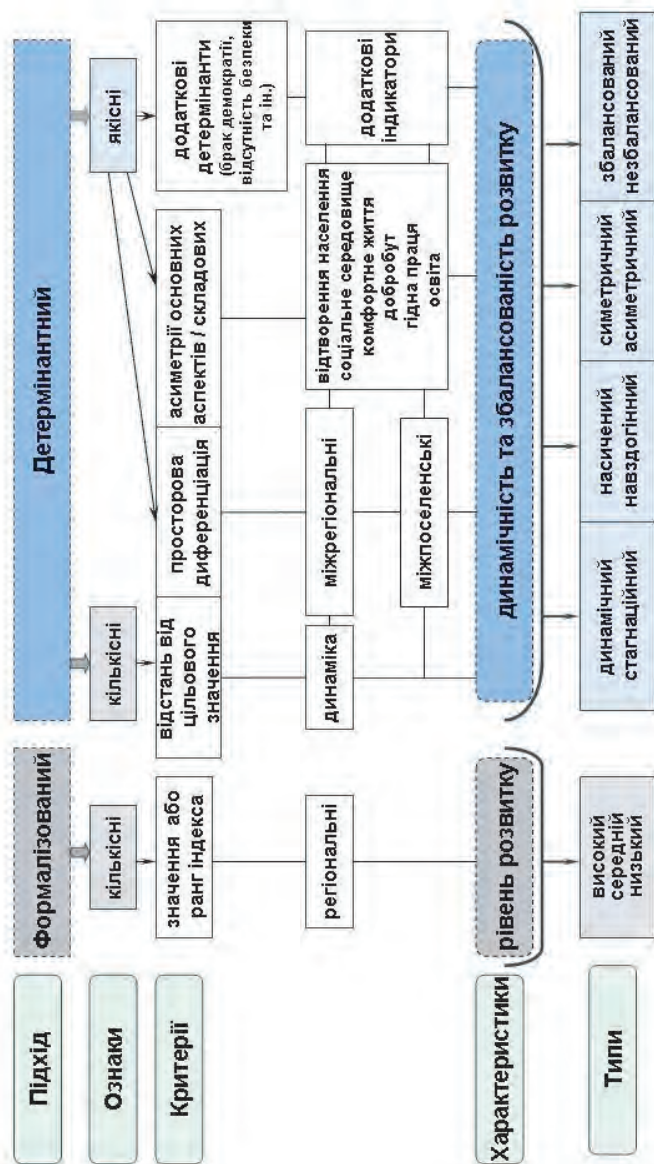 Підхід
Формалізований
Детермінантний
Ознаки
кількісні
кількісні
якісні
Критерії
значення або
ранг індекса
відстань від
цільового
значення
просторова
диференціація
асиметрії основних
аспектів / складових
додаткові
детермінанти
(брак демократії,
відсутність безпеки
та ін.)
регіональні
динаміка
міжрегіональні
міжпоселенські
відтворення населення
соціальне середовище
комфортне життя
добробут
гідна праця
освіта
додаткові
індикатори
Характеристики
рівень розвитку
динамічність та збалансованість розвитку
Типи
високий
середній
низький
динамічний
стагнаційний
насичений
навздогінний
симетричний
асиметричний
збалансований
незбалансований